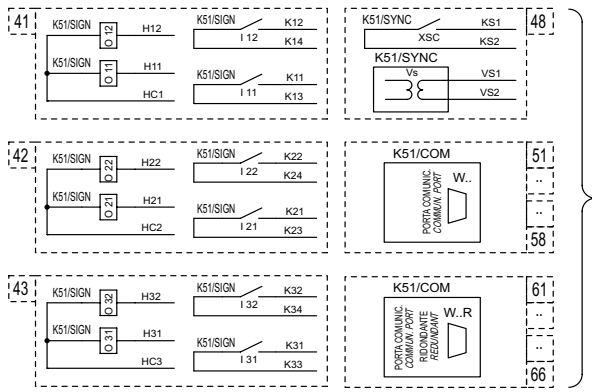 41
K51/SIGN
O 12
H12
K51/SIGN
O 11
H11
HC1
K51/SIGN
I 12
K12
K14
K51/SIGN
I 11
K11
K13
K51/SYNC
XSC
KS1
KS2
48
K51/SYNC
Vs
VS1
VS2
42
K51/SIGN
O 22
H22
K51/SIGN
O 21
H21
HC2
K51/SIGN
I 22
K22
K24
K51/SIGN
I 21
K21
K23
K51/COM
PORTA COMUNIC.
COMMUN. PORT
W..
51
..
..
58
43
K51/SIGN
O 32
H32
K51/SIGN
O 31
H31
HC3
K51/SIGN
I 32
K32
K34
K51/SIGN
I 31
K31
K33
K51/COM
PORTA COMUNIC.
COMMUN. PORT
RIDONDANTE
REDUNDANT
W..R
61
..
..
66